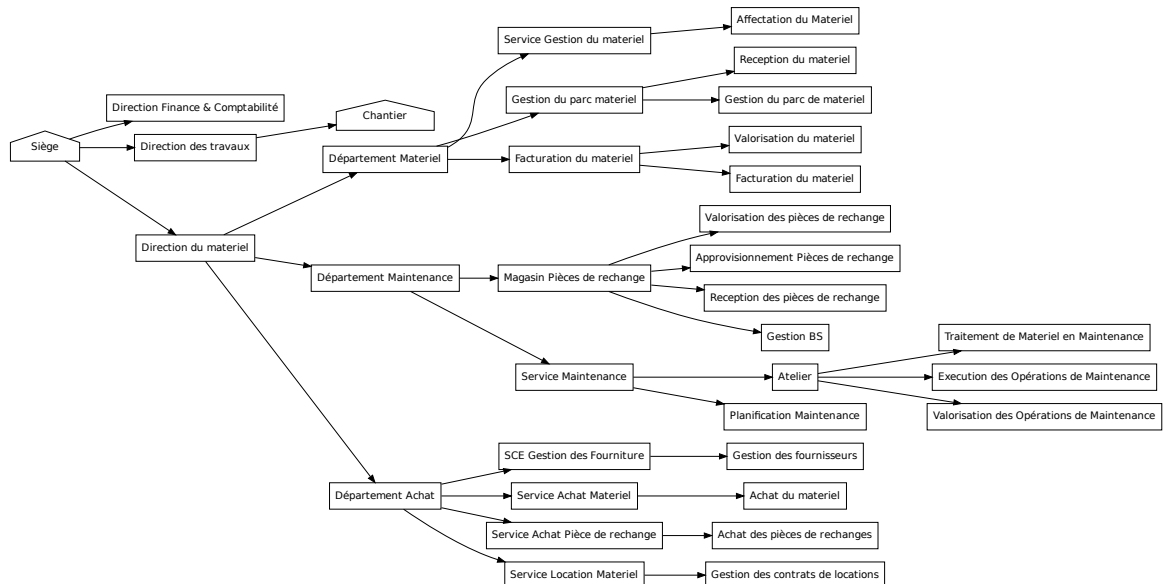 Affectation du Materiel
Service Gestion du materiel
Reception du materiel
Direction Finance & Comptabilité
Gestion du parc materiel
Gestion du parc de materiel
Chantier
Siège
Direction des travaux
Valorisation du materiel
Département Materiel
Facturation du materiel
Facturation du materiel
Valorisation des pièces de rechange
Direction du materiel
Approvisionnement Pièces de rechange
Département Maintenance
Magasin Pièces de rechange
Reception des pièces de rechange
Gestion BS
Traitement de Materiel en Maintenance
Service Maintenance
Atelier
Execution des Opérations de Maintenance
Planification Maintenance
Valorisation des Opérations de Maintenance
SCE Gestion des Fourniture
Gestion des fournisseurs
Département Achat
Service Achat Materiel
Achat du materiel
Service Achat Pièce de rechange
Achat des pièces de rechanges
Service Location Materiel
Gestion des contrats de locations